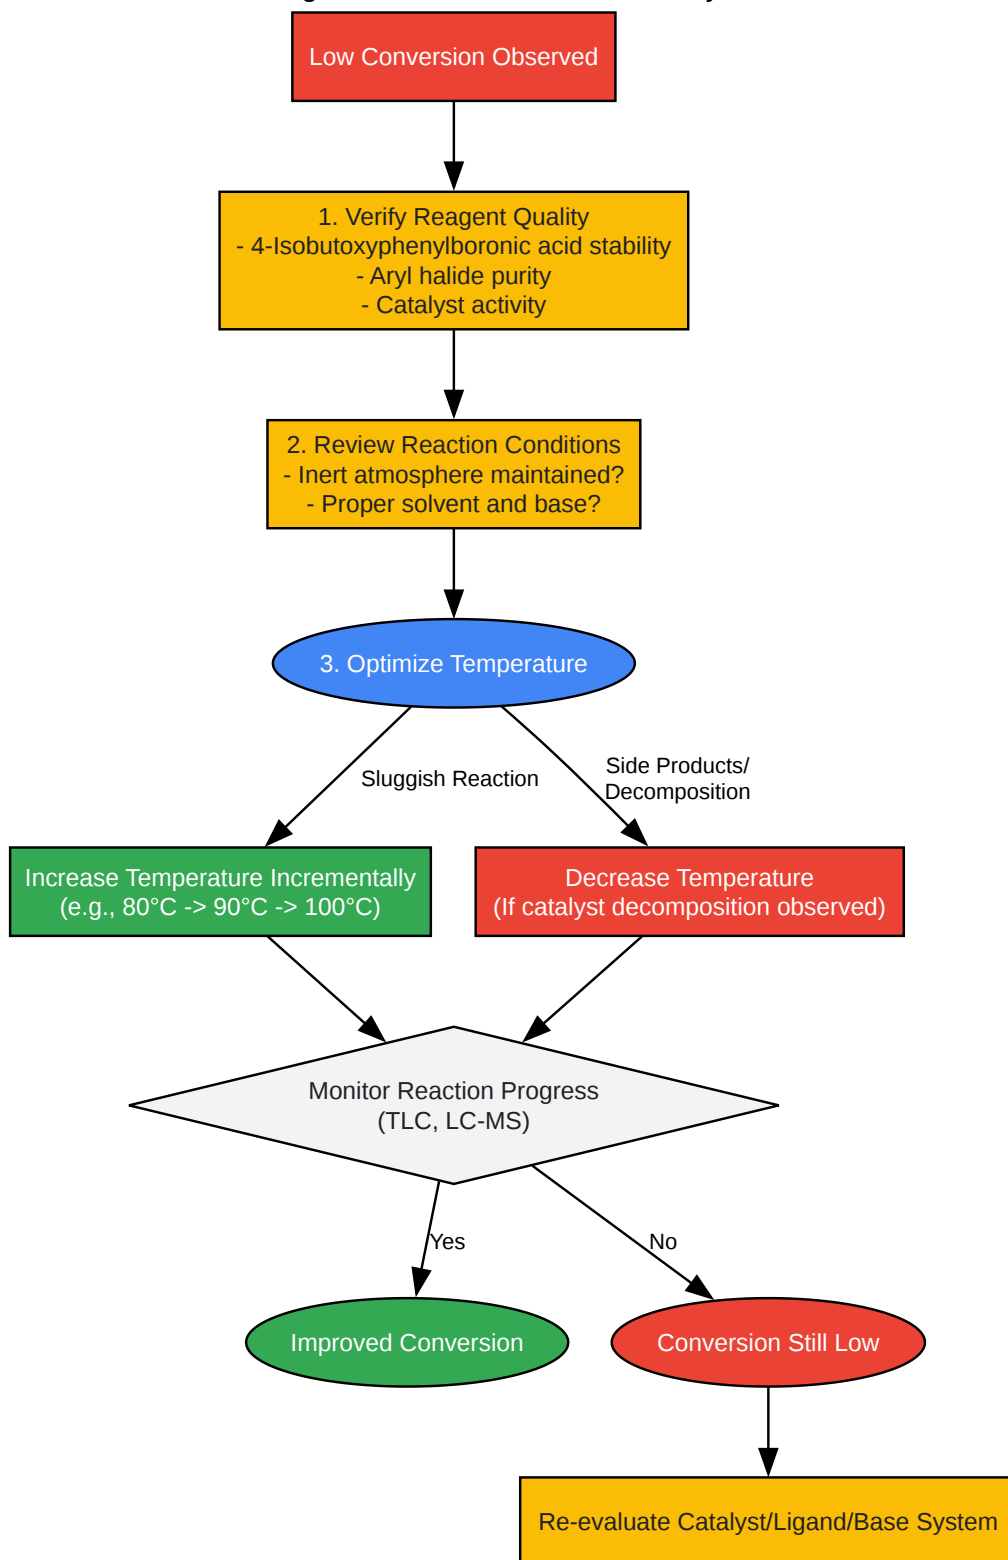 Low Conversion Observed
1. Verify Reagent Quality
- 4-Isobutoxyphenylboronic acid stability
- Aryl halide purity
- Catalyst activity
2. Review Reaction Conditions
- Inert atmosphere maintained?
- Proper solvent and base?
3. Optimize Temperature
Sluggish Reaction
Side Products/
Decomposition
Increase Temperature Incrementally
(e.g., 80°C -> 90°C -> 100°C)
Decrease Temperature
(If catalyst decomposition observed)
Monitor Reaction Progress
(TLC, LC-MS)
Yes
No
Improved Conversion
Conversion Still Low
Re-evaluate Catalyst/Ligand/Base System